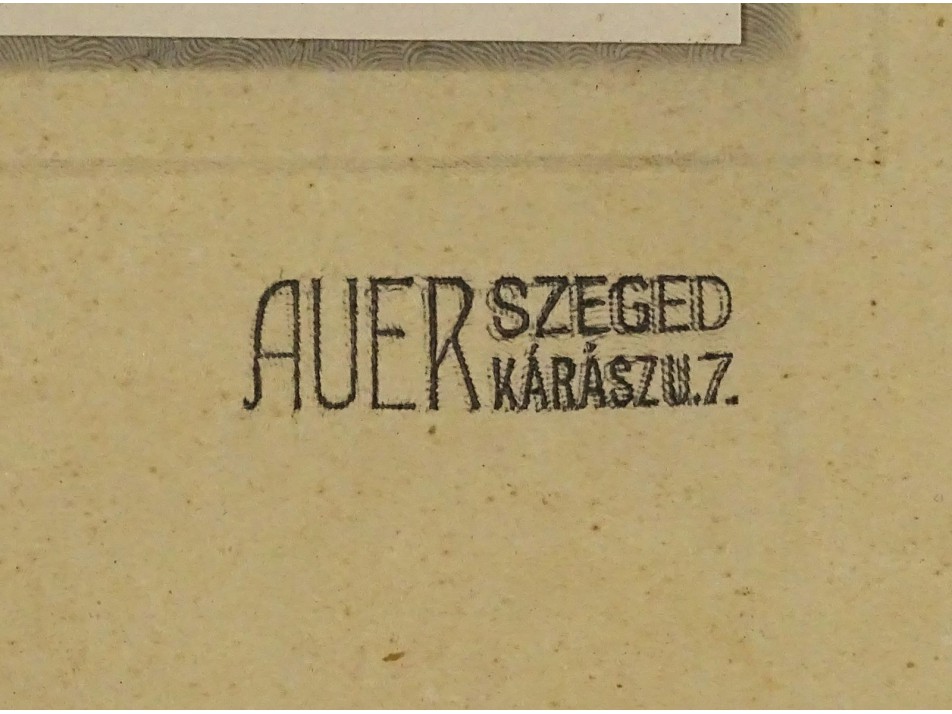 AUER SZEGED
KÁRÁSZ U. 7.